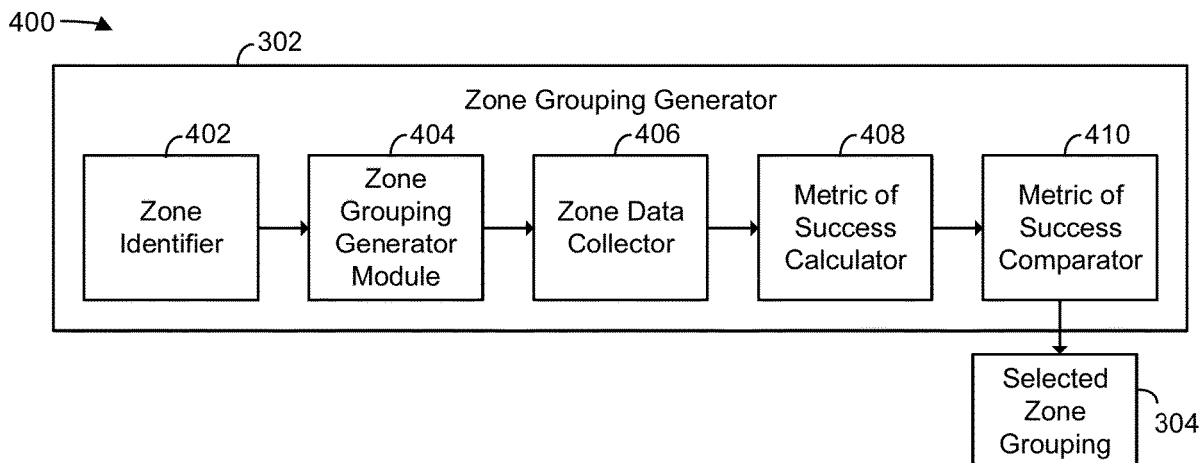 400
302
Zone Grouping Generator
402
404
406
408
410
Zone
Identifier
Zone
Grouping
Generator
Module
Zone Data
Collector
Metric of
Success
Calculator
Metric of
Success
Comparator
Selected
Zone
Grouping
304